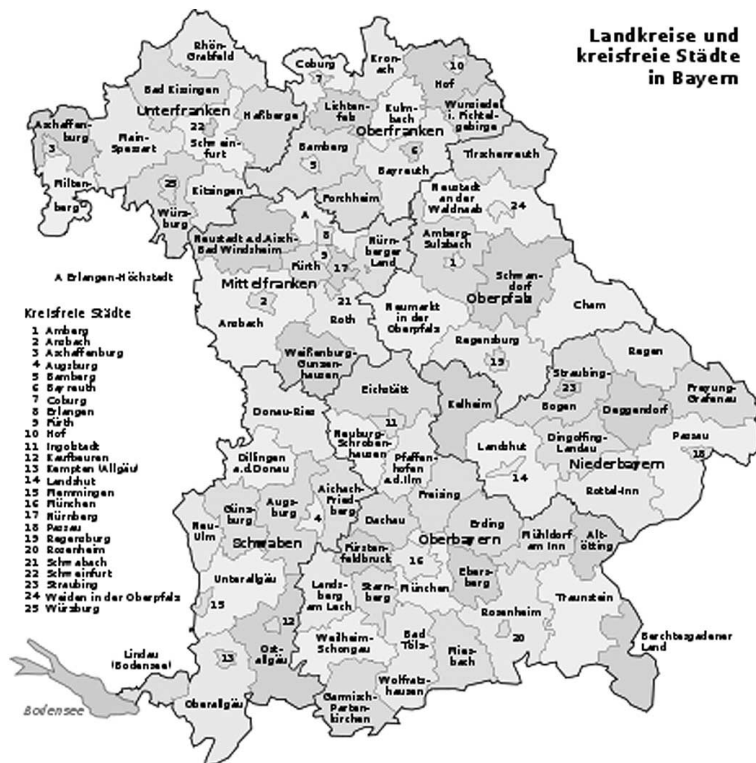 Landkreise und
kreisfreie Städte
in Bayern
Rhön-
Grabfeld
Coburg
7
Kron-
ach
10
Hof
Bad Kissingen
Unterfranken
22
Schwein-
furt
Haßberge
Lichten-
fels
Kulm-
bach
Oberfranken
Wunsiedel
i. Fichtel-
gebirge
Aschaffen-
burg
3
Main-
Spessart
Bamberg
5
6
Bayreuth
Tirschenreuth
Milten-
berg
25
Würz-
burg
Kitzingen
Forchheim
Neustadt
an der
Waldnaab
24
A
8
Neustadt a.d.Aisch-
Bad Windsheim
9
Fürth
17
Nürn-
berger
Land
Amberg-
Sulzbach
1
Schwan-
dorf
Oberpfalz
A Erlangen-Höchstadt
Mittelfranken
2
Ansbach
21
Roth
Neumarkt
in der
Oberpfalz
Cham
Regensburg
19
Kreisfreie Städte
1 Amberg
2 Ansbach
3 Aschaffenburg
4 Augsburg
5 Bamberg
6 Bayreuth
7 Coburg
8 Erlangen
9 Fürth
10 Hof
11 Ingolstadt
12 Kaufbeuren
13 Kempten (Allgäu)
14 Landshut
15 Memmingen
16 München
17 Nürnberg
18 Passau
19 Regensburg
20 Rosenheim
21 Schwabach
22 Schweinfurt
23 Straubing
24 Weiden in der Oberpfalz
25 Würzburg
Weißenburg-
Gunzen-
hausen
Regen
Straubing-
23
Bogen
Freyung-
Grafenau
Deggendorf
Eichstätt
11
Kelheim
Donau-Ries
Neuburg-
Schroben-
hausen
Landshut
14
Dingolfing-
Landau
Passau
18
Niederbayern
Rottal-Inn
Dillingen
a.d.Donau
Pfaffen-
hofen
a.d.Ilm
Freising
Aichach-
Fried-
berg
Günz-
burg
Augs-
burg
4
Neu-
Ulm
Schwaben
Dachau
Erding
Oberbayern
Mühldorf
am Inn
Alt-
ötting
Fürsten-
feldbruck
16
München
Ebers-
berg
Unterallgäu
15
Lands-
berg
am Lech
Starn-
berg
Rosenheim
20
Traunstein
12
Ost-
allgäu
13
Weilheim-
Schongau
Bad
Tölz-
Wolfrats-
hausen
Mies-
bach
Berchtesgadener
Land
Lindau
(Bodensee)
Bodensee
Oberallgäu
Garmisch-
Parten-
kirchen